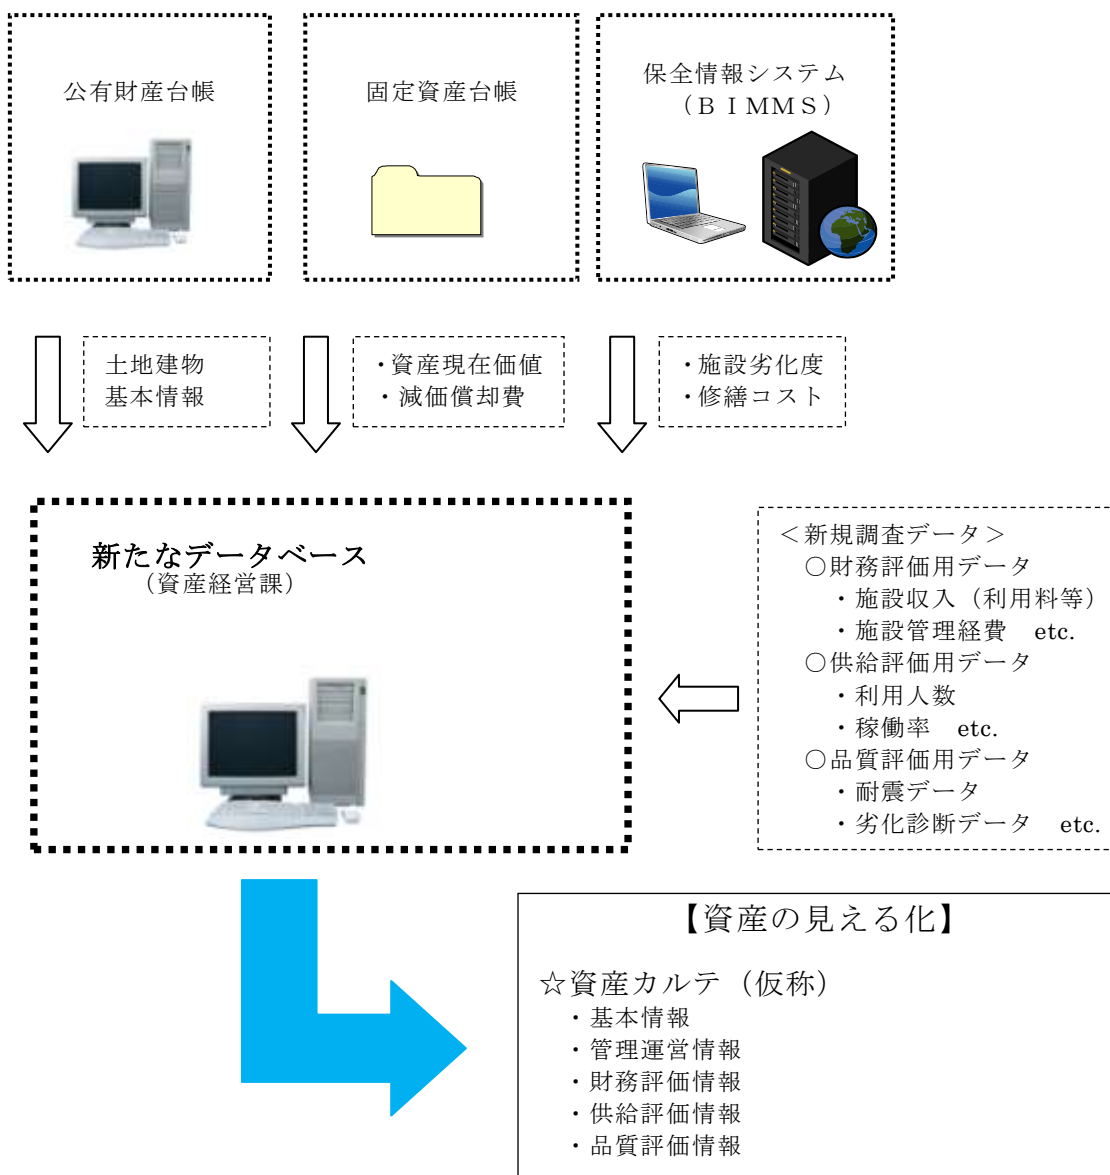 公有財産台帳
固定資産台帳
保全情報システム
（ＢＩＭＭＳ）
土地建物
基本情報
・資産現在価値
・減価償却費
・施設劣化度
・修繕コスト
新たなデータベース
（資産経営課）
＜新規調査データ＞
○財務評価用データ
・施設収入（利用料等）
・施設管理経費　etc.
○供給評価用データ
・利用人数
・稼働率　etc.
○品質評価用データ
・耐震データ
・劣化診断データ　etc.
【資産の見える化】
☆資産カルテ（仮称）
・基本情報
・管理運営情報
・財務評価情報
・供給評価情報
・品質評価情報